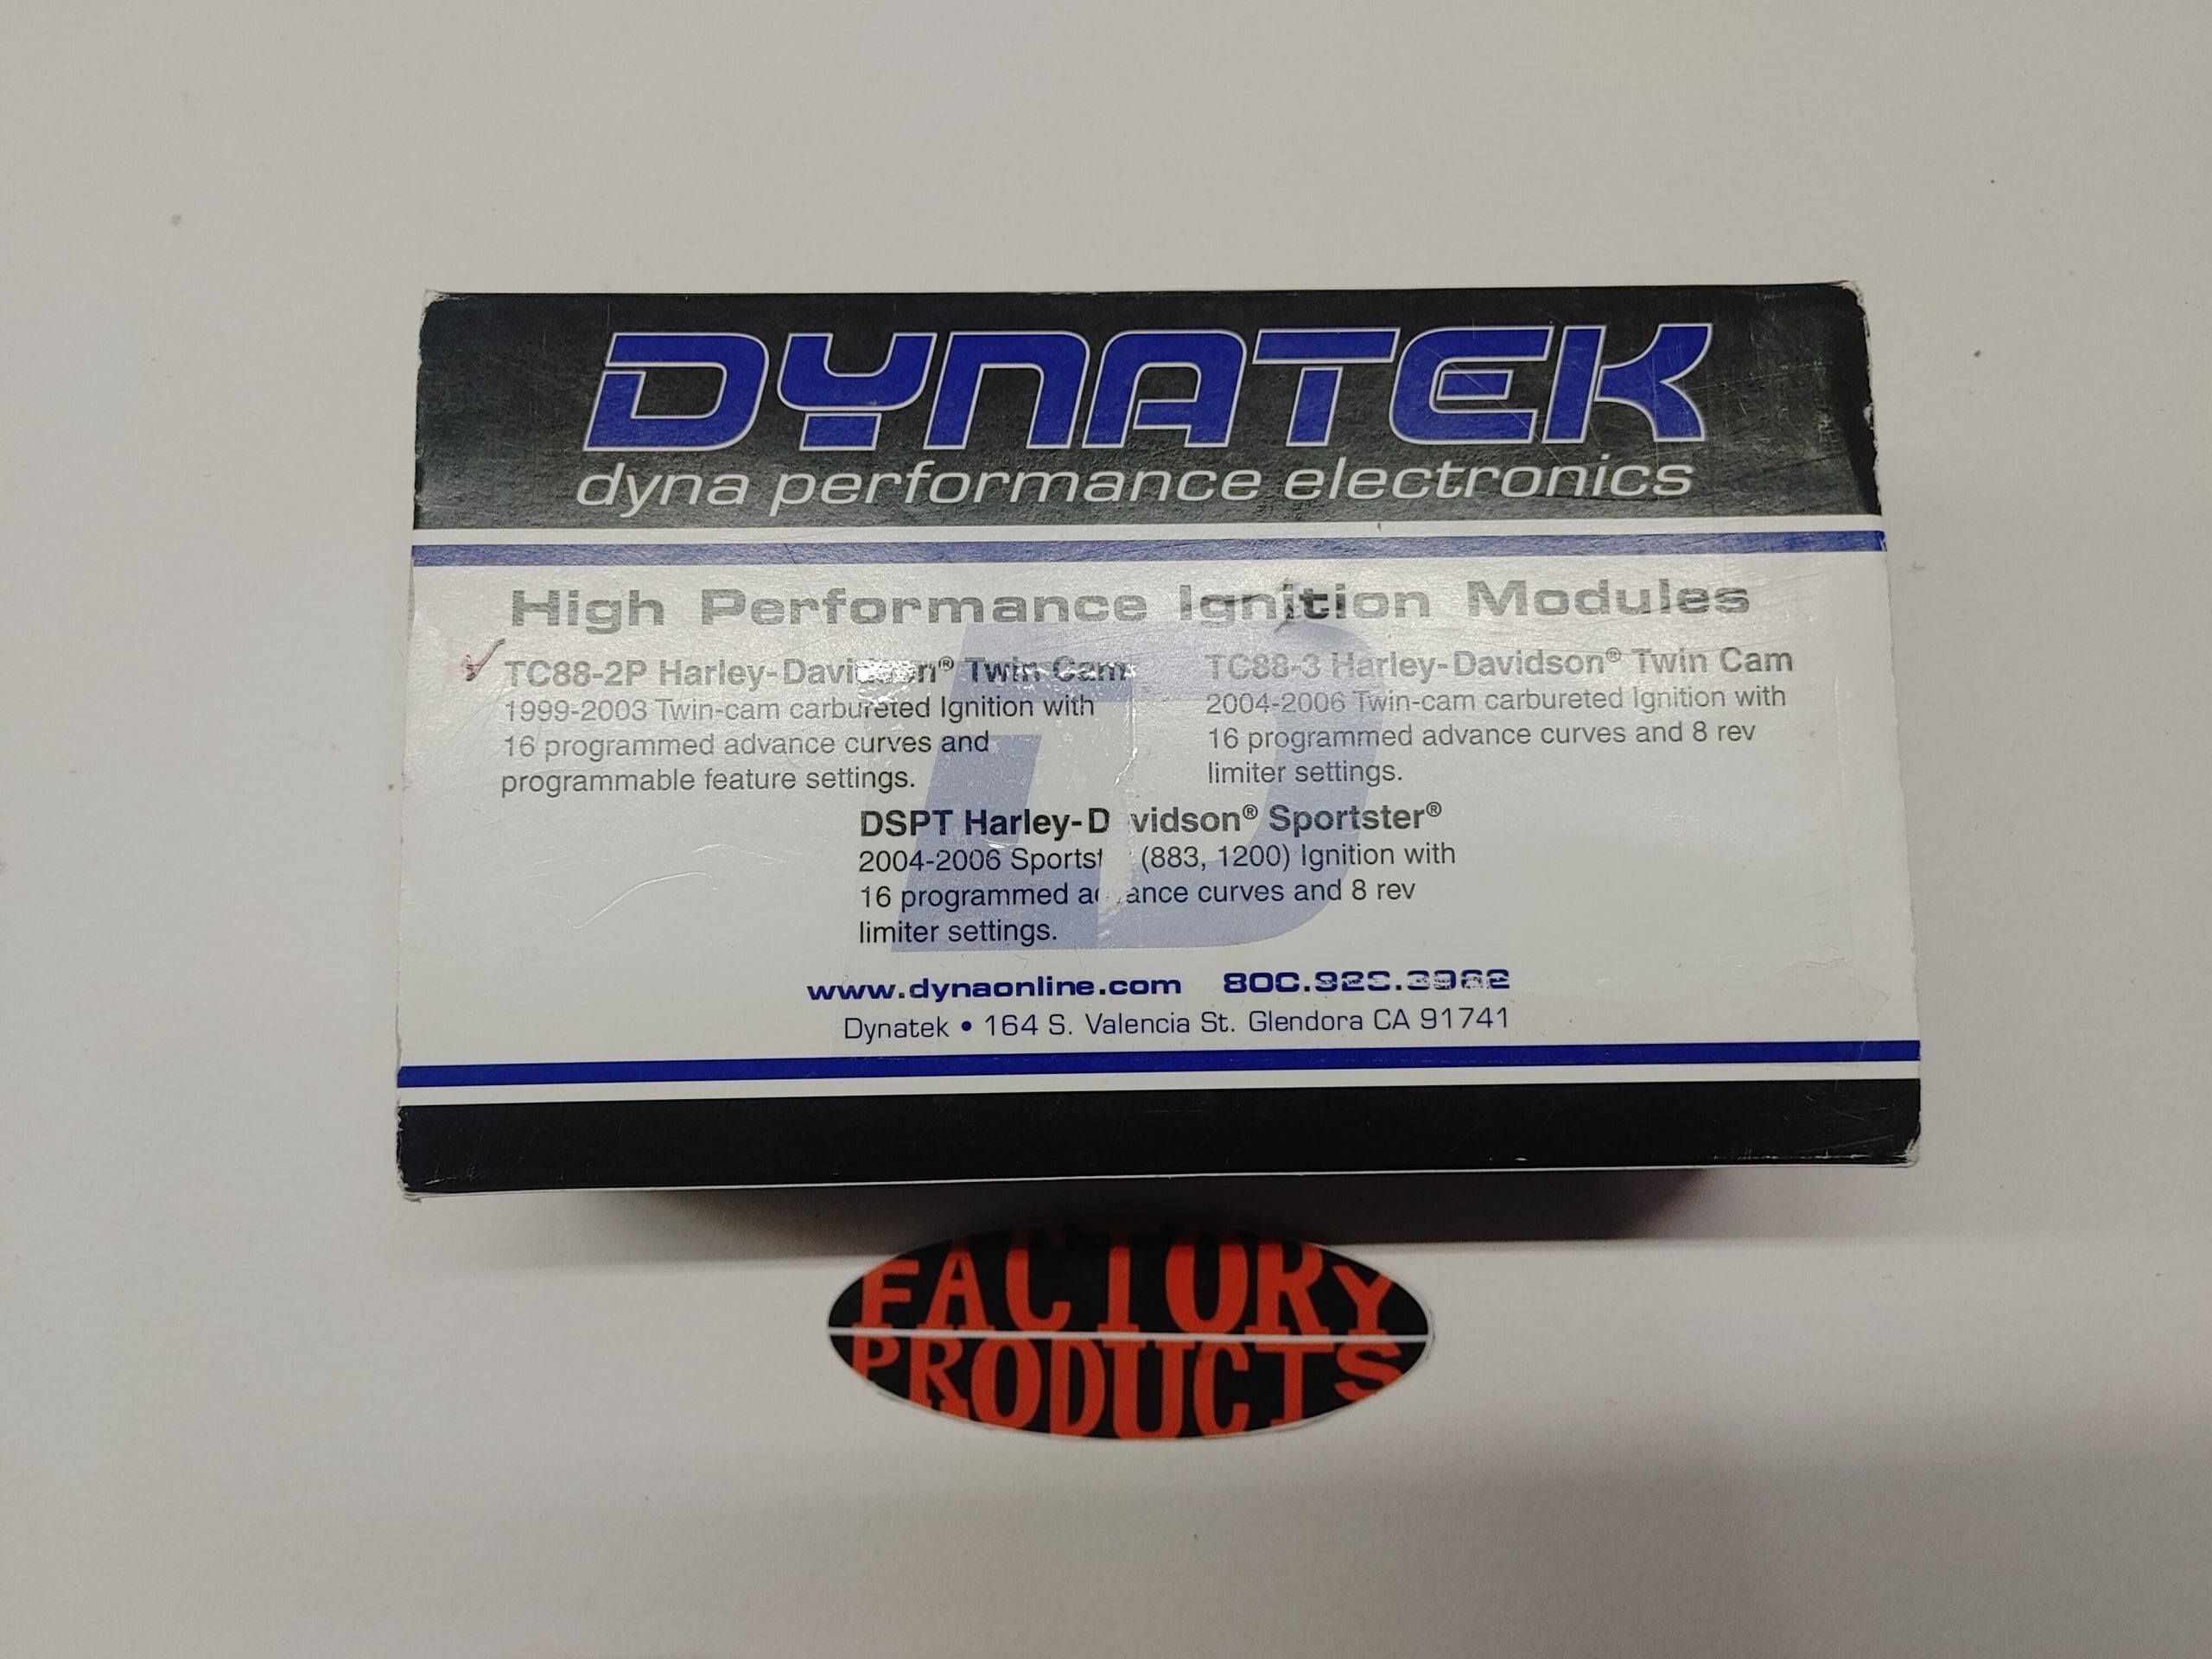 DYNATEK
dyna performance electronics
High Performance Ignition Modules
TC88-2P Harley-Davidson® Twin Cam
1999-2003 Twin-cam carbureted Ignition with
16 programmed advance curves and
programmable feature settings.
TC88-3 Harley-Davidson® Twin Cam
2004-2006 Twin-cam carbureted Ignition with
16 programmed advance curves and 8 rev
limiter settings.
DSPT Harley-D vidson® Sportster®
2004-2006 Sportst (883, 1200) Ignition with
16 programmed a ance curves and 8 rev
limiter settings.
www.dynaonline.com
Dynatek • 164 S. Valencia St. Glendora CA 91741
FACTORY
PRODUCTS